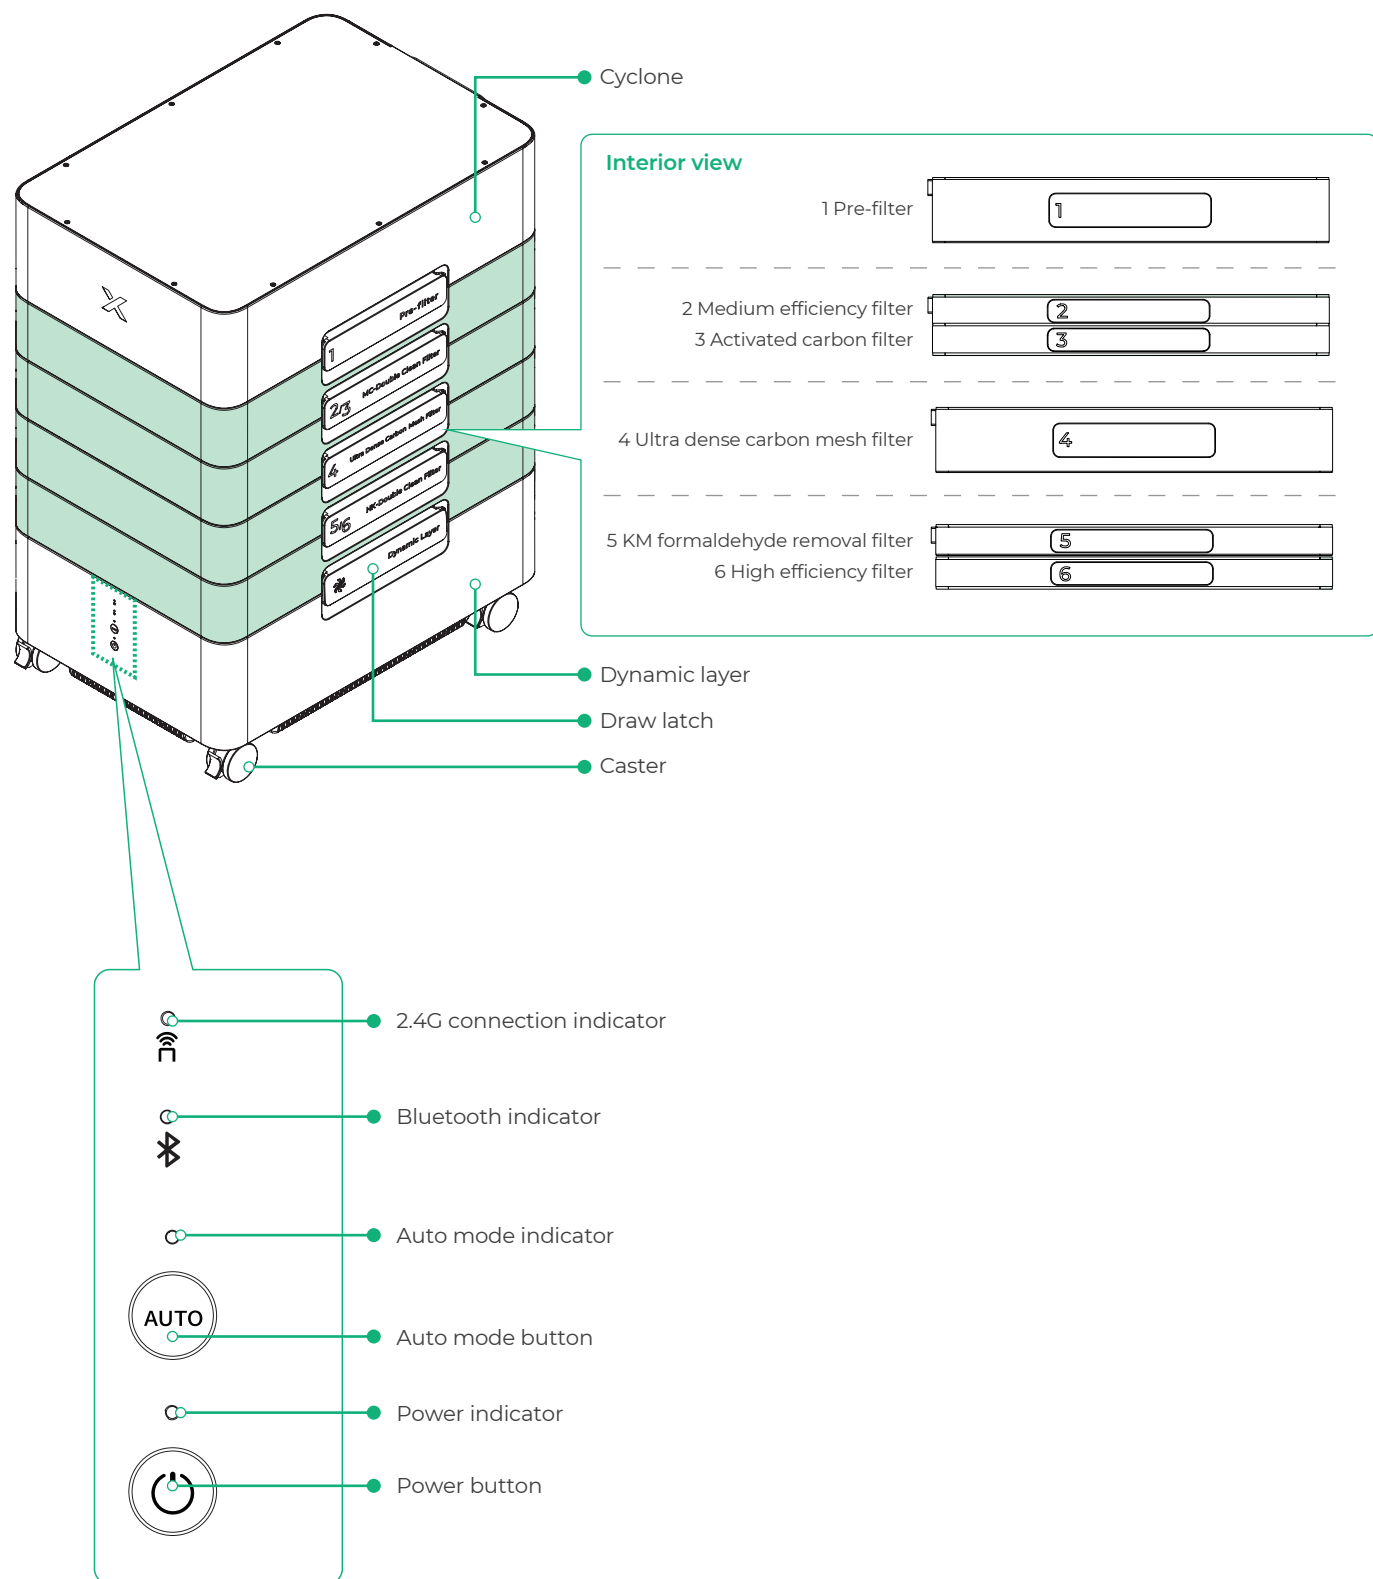 Cyclone
Interior view
1 Pre-filter
1
2 Medium efficiency filter
2
3 Activated carbon filter
3
4 Ultra dense carbon mesh filter
4
5 KM formaldehyde removal filter
5
6 High efficiency filter
6
1 Pre-filter
2/3 MC-Double Clean Filter
4 Ultra Dense Carbon Mesh Filter
5/6 HK-Double Clean Filter
Dynamic Layer
Dynamic layer
Draw latch
Caster
2.4G connection indicator
Bluetooth indicator
Auto mode indicator
AUTO
Auto mode button
Power indicator
Power button